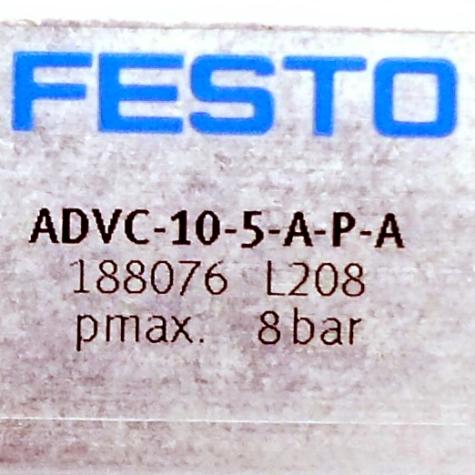 FESTO
ADVC-10-5-A-P-A
188076 L208
pmax. 8 bar